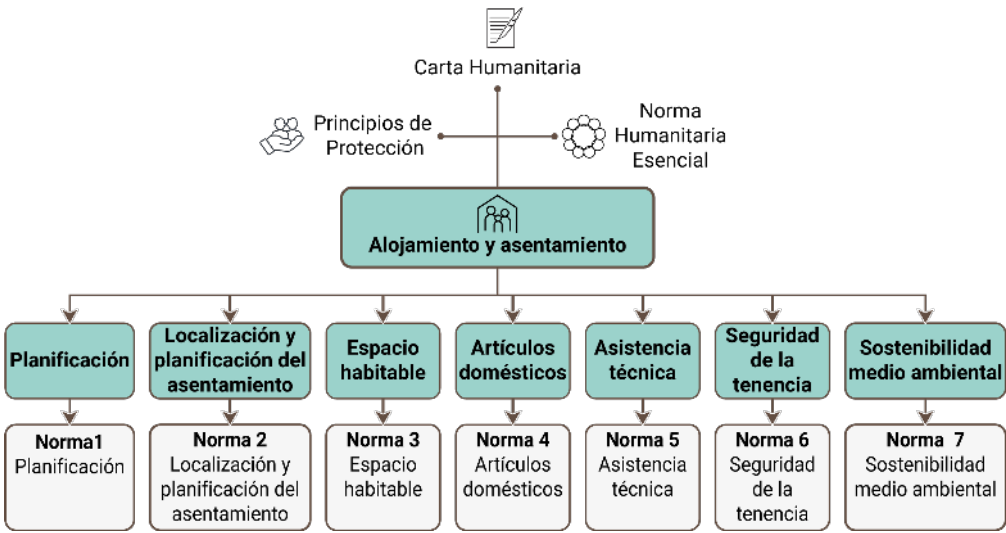 Carta Humanitaria
Principios de
Protección
Norma
Humanitaria
Esencial
Alojamiento y asentamiento
Planificación
Localización y
planificación del
asentamiento
Espacio
habitable
Artículos
domésticos
Asistencia
técnica
Seguridad
de la
tenencia
Sostenibilidad
medio ambiental
Norma1
Planificación
Norma 2
Localización y
planificación del
asentamiento
Norma 3
Espacio
habitable
Norma 4
Artículos
domésticos
Norma 5
Asistencia
técnica
Norma 6
Seguridad
de la
tenencia
Norma 7
Sostenibilidad
medio ambiental